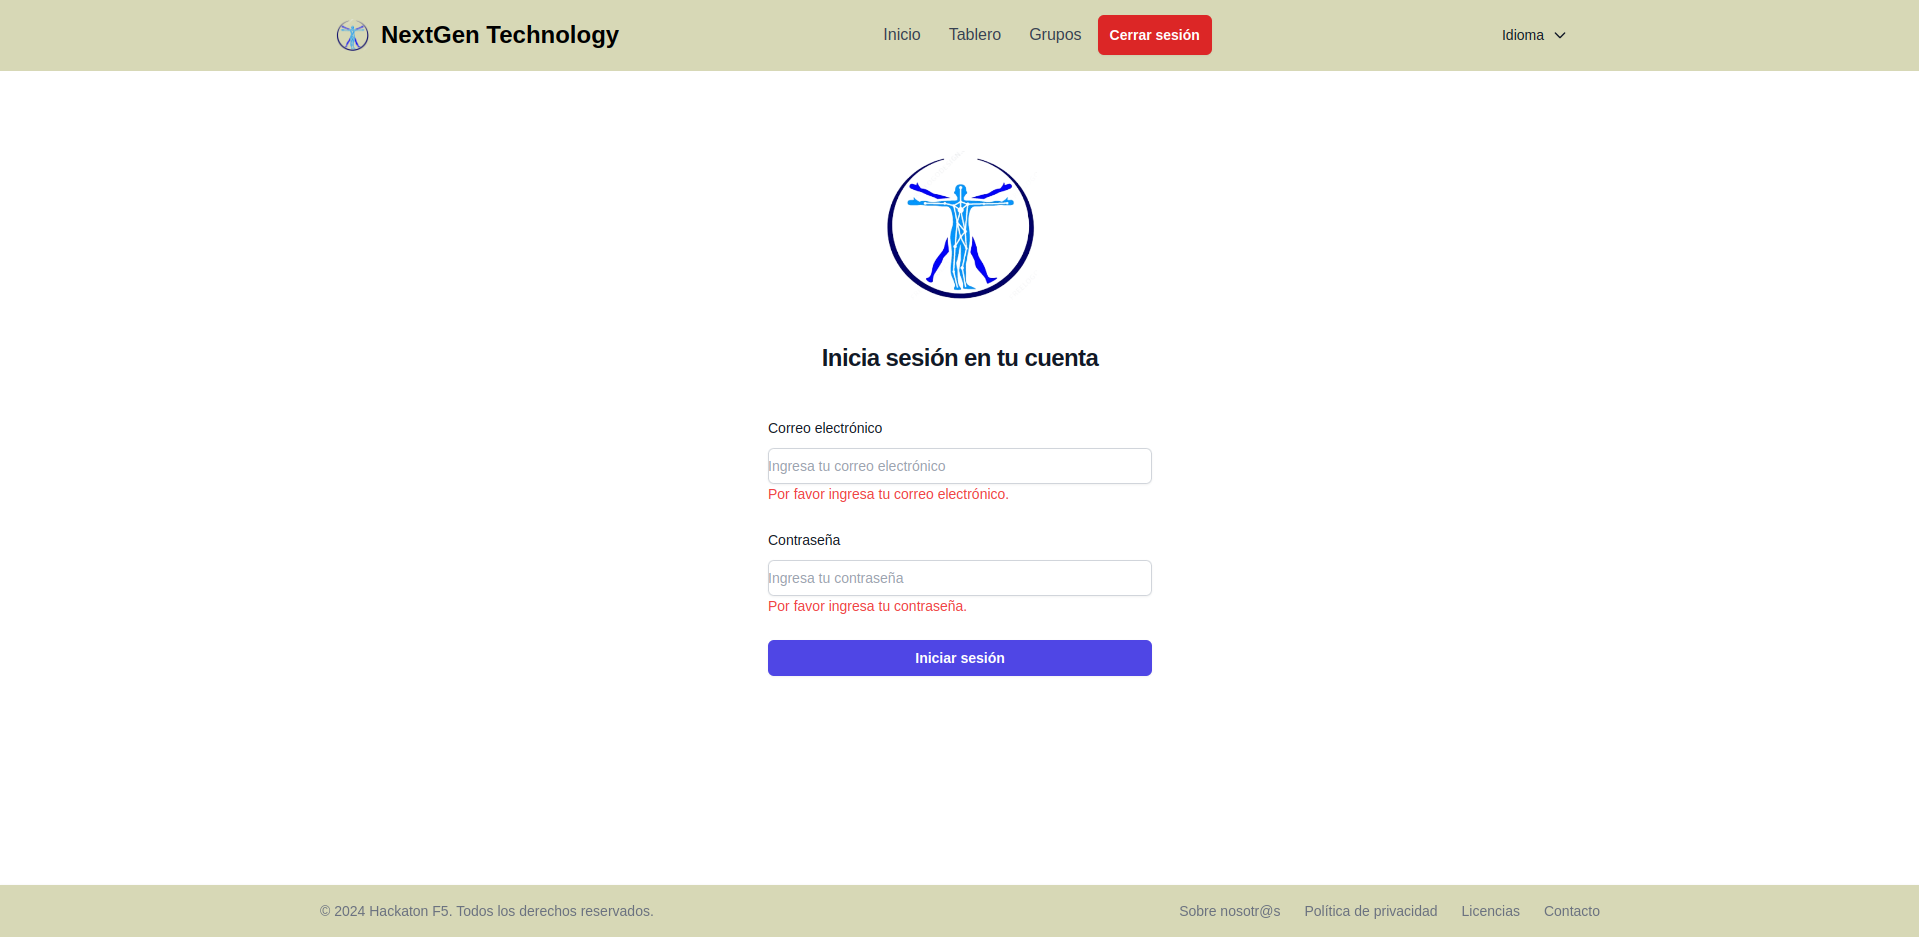 NextGen Technology
Inicio
Tablero
Grupos
Cerrar sesión
Idioma
Inicia sesión en tu cuenta
Correo electrónico
Ingresa tu correo electrónico
Por favor ingresa tu correo electrónico.
Contraseña
Ingresa tu contraseña
Por favor ingresa tu contraseña.
Iniciar sesión
© 2024 Hackaton F5. Todos los derechos reservados.
Sobre nosotr@s
Política de privacidad
Licencias
Contacto